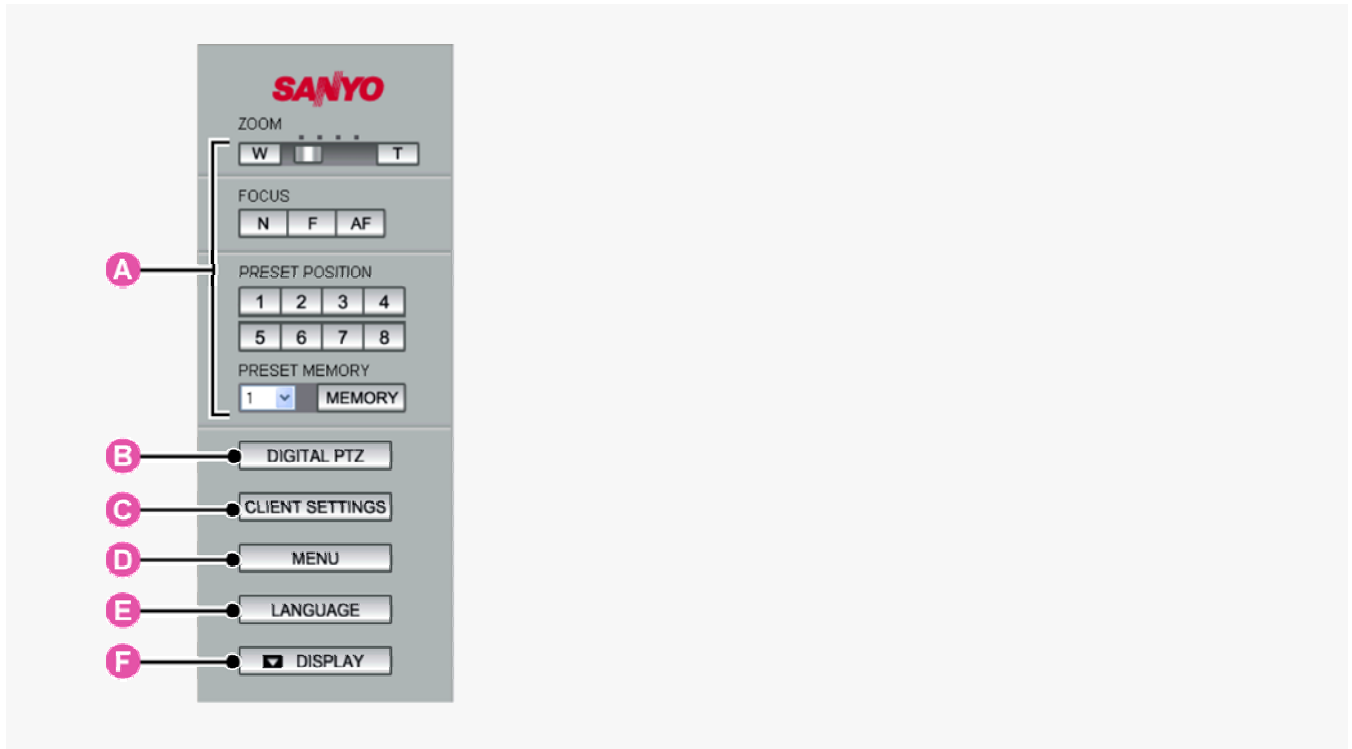 SANYO
ZOOM
W T
FOCUS
N F AF
A
PRESET POSITION
1 2 3 4
5 6 7 8
PRESET MEMORY
1 MEMORY
B DIGITAL PTZ
C CLIENT SETTINGS
D MENU
E LANGUAGE
F DISPLAY